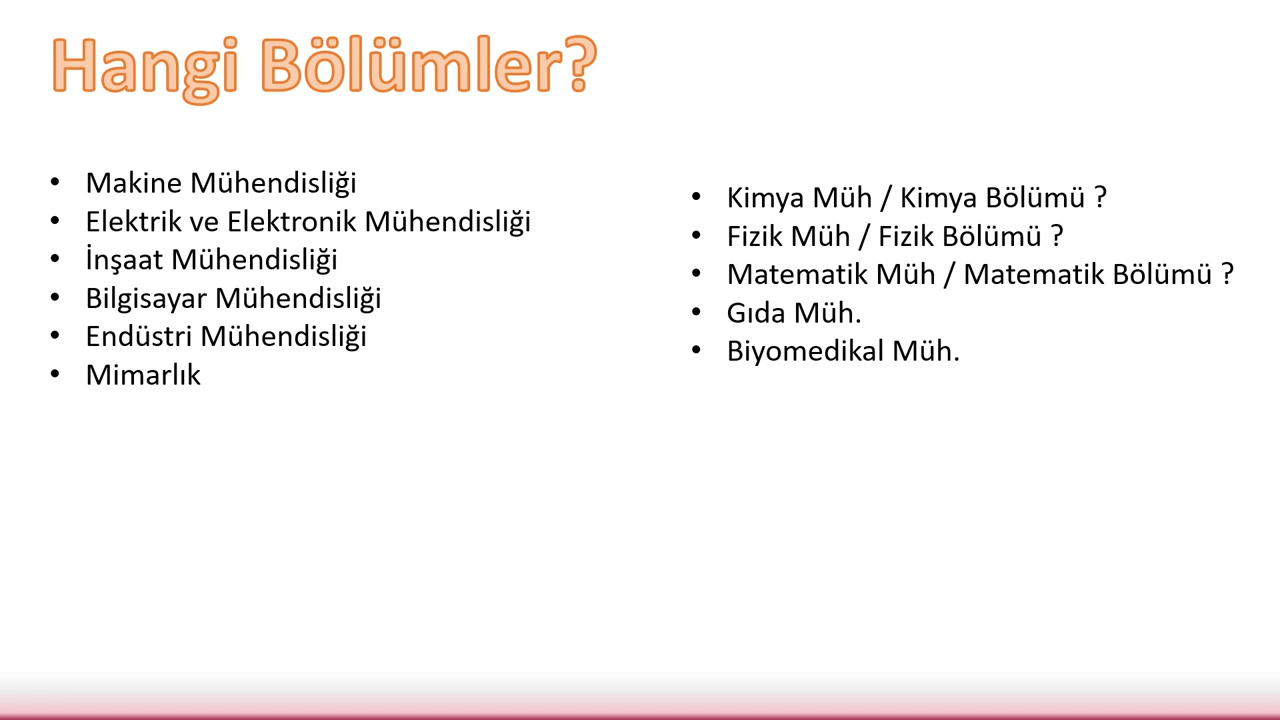 Hangi Bölümler?
• Makine Mühendisliği
• Elektrik ve Elektronik Mühendisliği
• İnşaat Mühendisliği
• Bilgisayar Mühendisliği
• Endüstri Mühendisliği
• Mimarlık
• Kimya Müh / Kimya Bölümü ?
• Fizik Müh / Fizik Bölümü ?
• Matematik Müh / Matematik Bölümü ?
• Gıda Müh.
• Biyomedikal Müh.